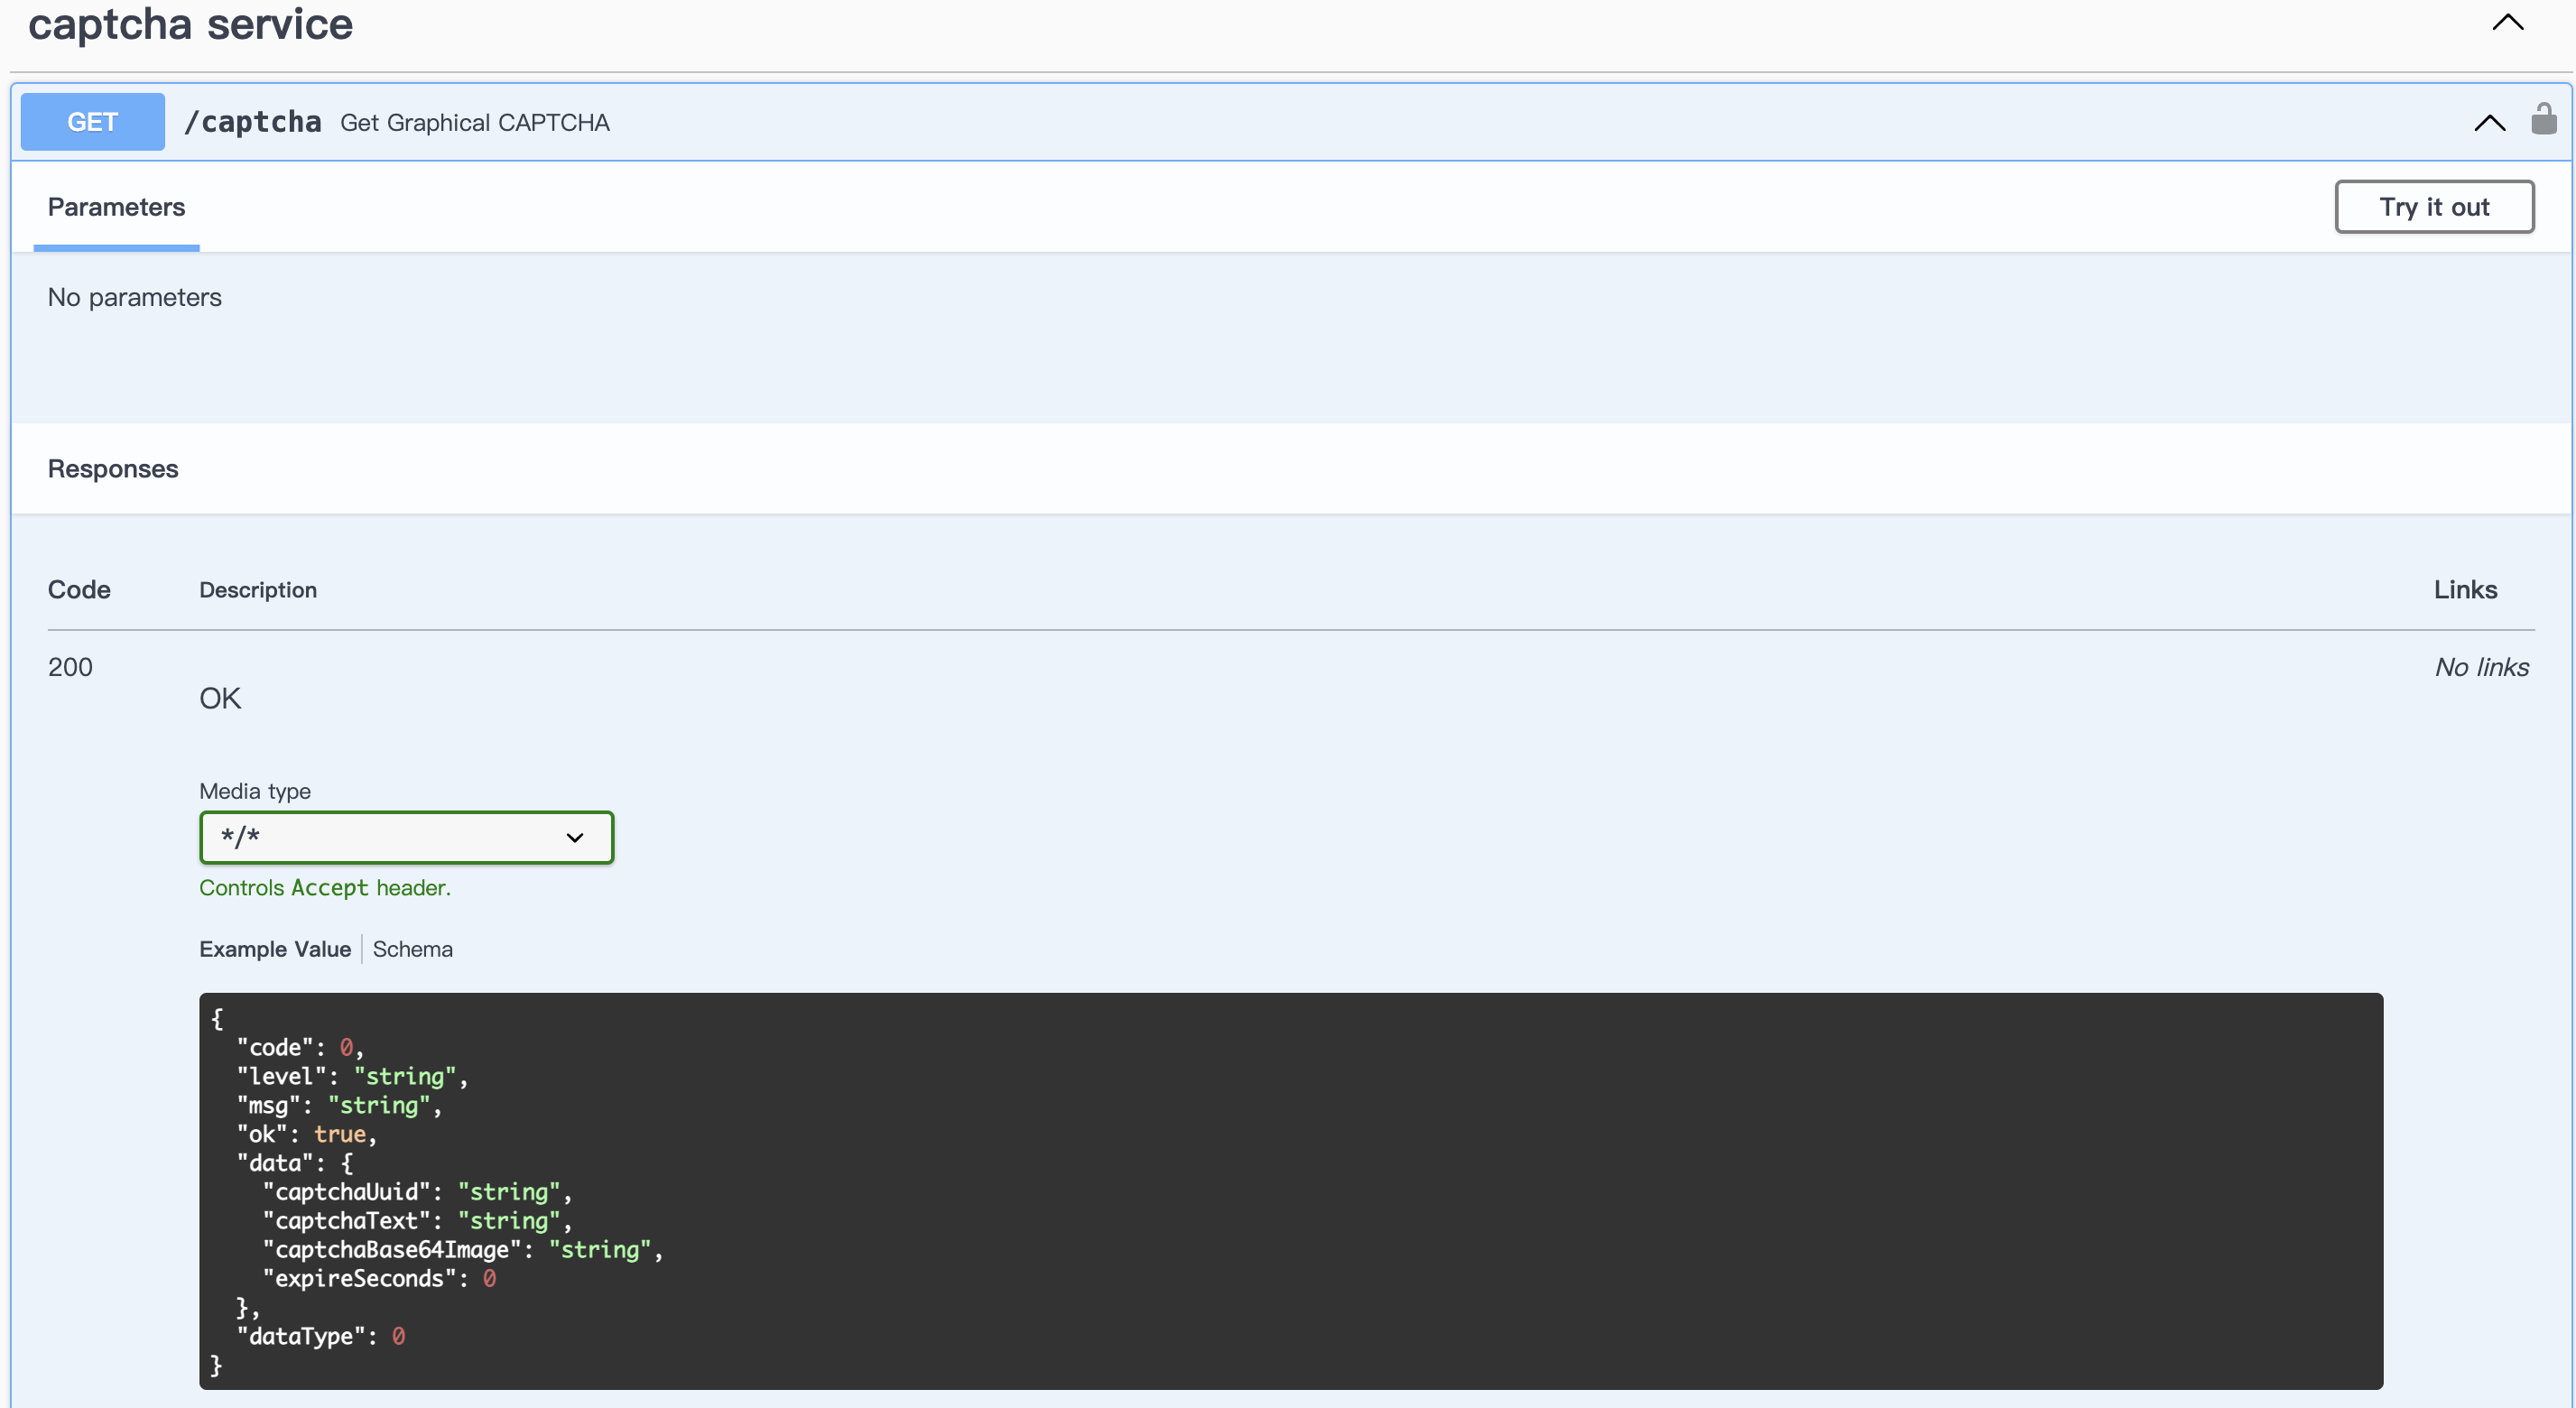 captcha service
GET /captcha Get Graphical CAPTCHA
Parameters
Try it out
No parameters
Responses
Code Description Links
200 No links
OK
Media type
*/*
Controls Accept header.
Example Value Schema
{
  "code": 0,
  "level": "string",
  "msg": "string",
  "ok": true,
  "data": {
    "captchaUuid": "string",
    "captchaText": "string",
    "captchaBase64Image": "string",
    "expireSeconds": 0
  },
  "dataType": 0
}